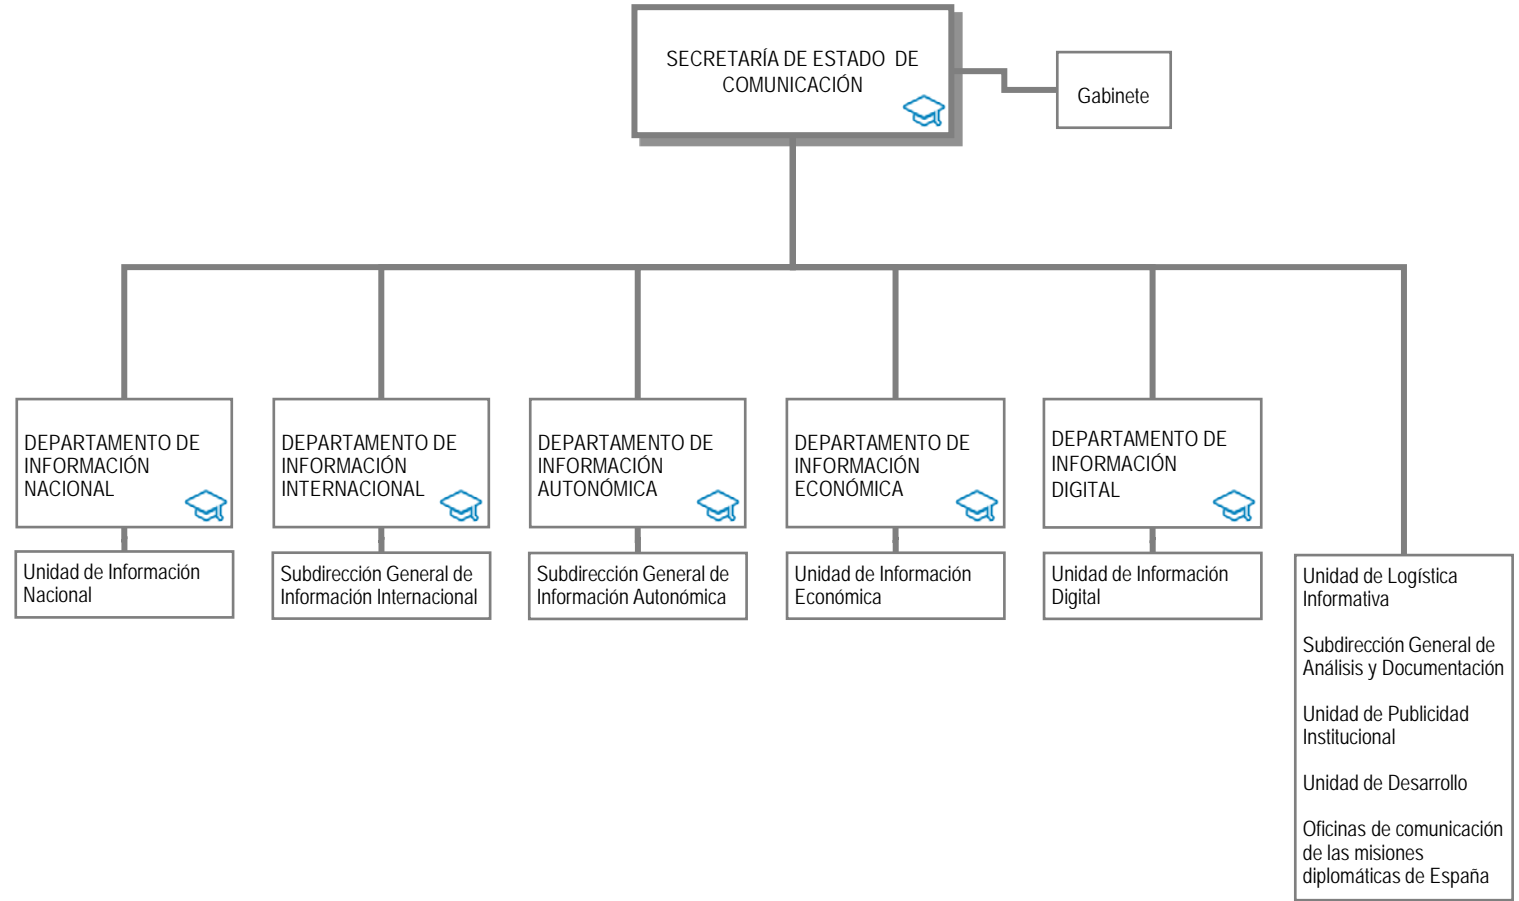 SECRETARÍA DE ESTADO DE
COMUNICACIÓN
Gabinete
DEPARTAMENTO DE
INFORMACIÓN
NACIONAL
Unidad de Información
Nacional
DEPARTAMENTO DE
INFORMACIÓN
INTERNACIONAL
Subdirección General de
Información Internacional
DEPARTAMENTO DE
INFORMACIÓN
AUTONÓMICA
Subdirección General de
Información Autonómica
DEPARTAMENTO DE
INFORMACIÓN
ECONÓMICA
Unidad de Información
Económica
DEPARTAMENTO DE
INFORMACIÓN
DIGITAL
Unidad de Información
Digital
Unidad de Logística
Informativa
Subdirección General de
Análisis y Documentación
Unidad de Publicidad
Institucional
Unidad de Desarrollo
Oficinas de comunicación
de las misiones
diplomáticas de España